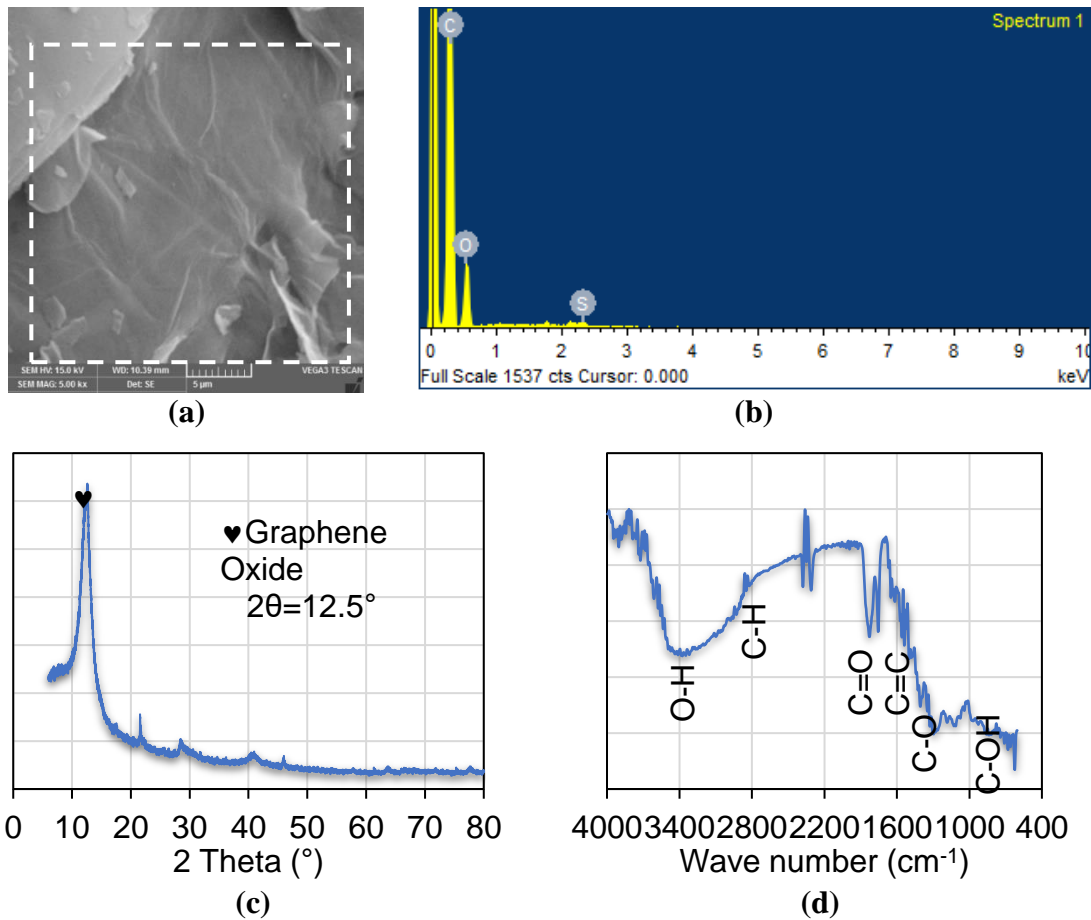 Spectrum 1
C
O
S
0 1 2 3 4 5 6 7 8 9 10
Full Scale 1537 cts Cursor: 0.000 keV
SEM HV: 15.0 kV WD: 10.39 mm VEGA3 TESCAN
SEM MAG: 5.00 kx Det: SE 5 µm
(a) (b)
♥Graphene
Oxide
2θ=12.5°
0 10 20 30 40 50 60 70 80
2 Theta (°)
(c)
O-H
C-H
C=O
C=C
C-O
C-OH
4000 3400 2800 2200 1600 1000 400
Wave number (cm⁻¹)
(d)